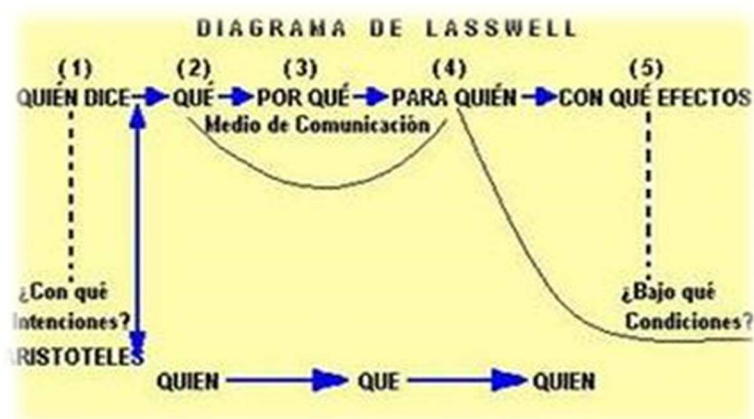 DIAGRAMA DE LASSWELL
(1) (2) (3) (4) (5)
QUIÉN DICE QUÉ POR QUÉ PARA QUIÉN CON QUÉ EFECTOS
Medio de Comunicación
¿Con qué ¿Bajo qué
Intenciones? Condiciones?
ARISTOTELES
QUIEN QUE QUIEN